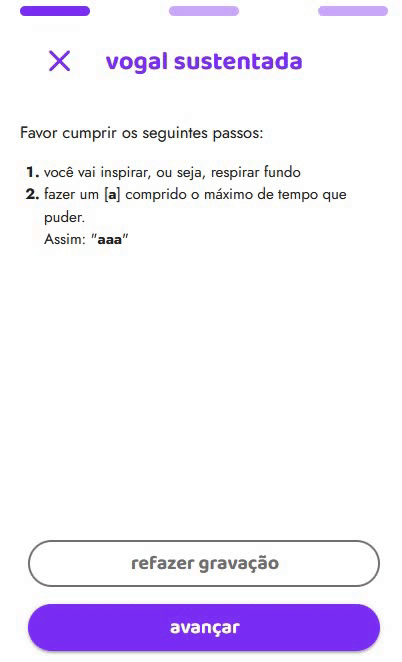 vogal sustentada
Favor cumprir os seguintes passos:
1. você vai inspirar, ou seja, respirar fundo
2. fazer um [a] comprido o máximo de tempo que
puder.
Assim: "aaa"
refazer gravação
avançar